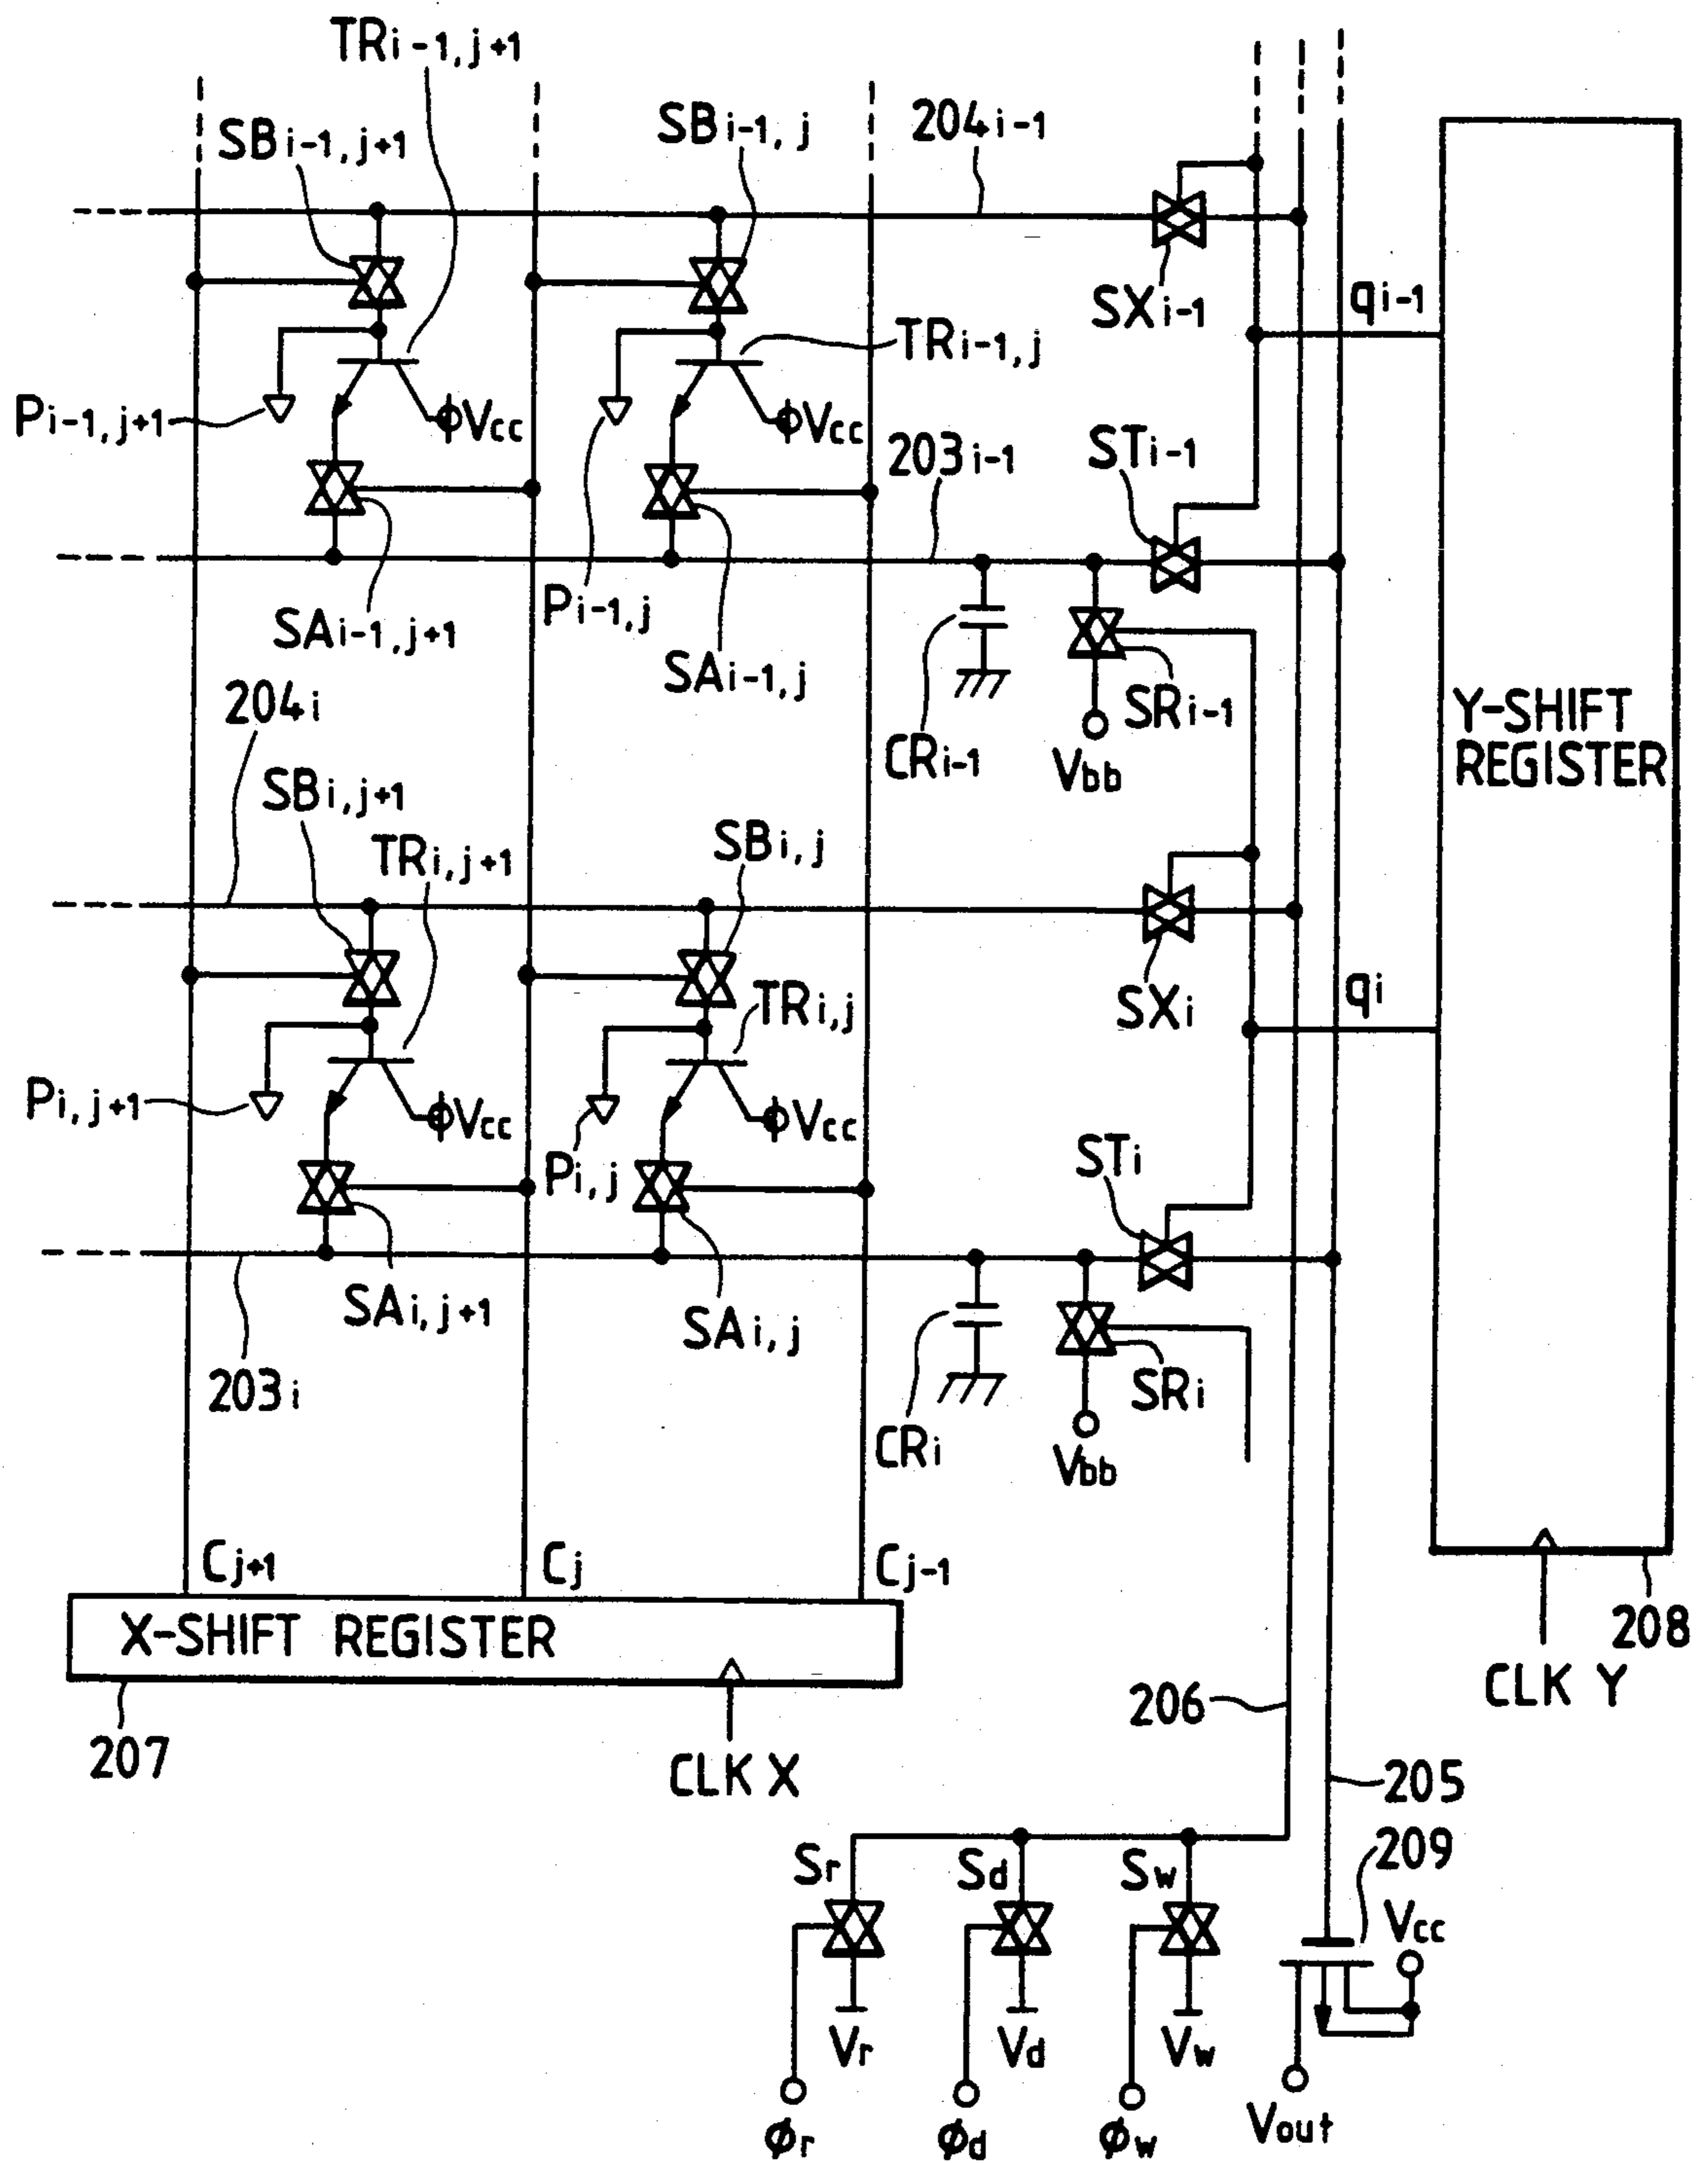 TRi-1, j+1
SBi-1, j+1
SBi-1, j
204i-1
SXi-1
qi-1
TRi-1, j
Pi-1, j+1
Vcc
Vcc
203i-1
STi-1
Pi-1, j
SAi-1, j+1
SAi-1, j
CRi-1
SRi-1
Vbb
Y-SHIFT
REGISTER
204i
SBi, j+1
TRi, j+1
SBi, j
TRi, j
SXi
qi
Pi, j+1
Vcc
Vcc
Pi, j
STi
SAi, j+1
SAi, j
203i
CRi
SRi
Vbb
Cj+1
Cj
Cj-1
X-SHIFT REGISTER
208
CLK Y
207
CLK X
206
205
209
Sr
Sd
Sw
Vcc
Vr
Vd
Vw
Vout
φr
φd
φw